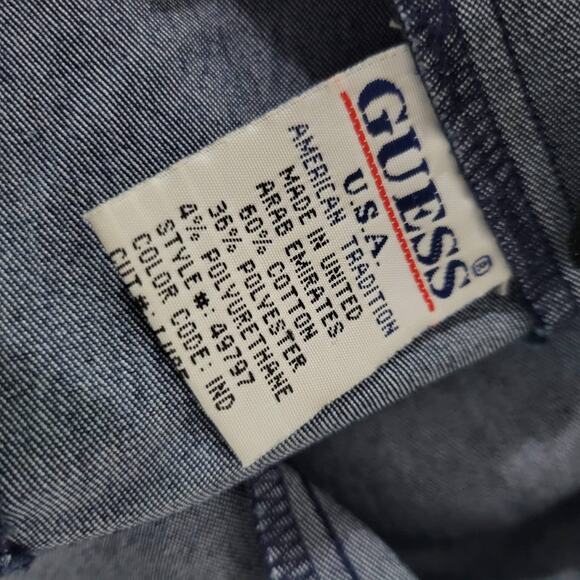 GUESS®
U.S.A
AMERICAN TRADITION
MADE IN UNITED
ARAB EMIRATES
60% COTTON
36% POLYESTER
4% POLYURETHANE
STYLE #: 49797
COLOR CODE: IND
CUT #: